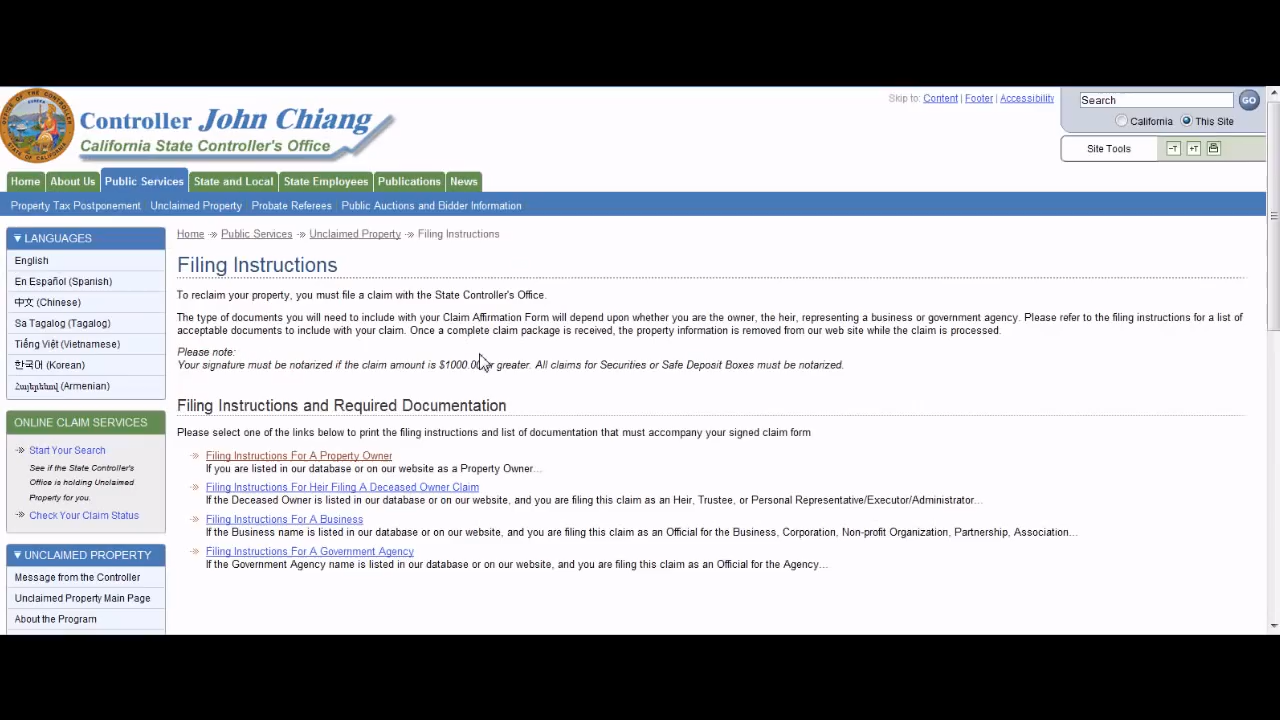 Controller John Chiang
California State Controller's Office
Skip to: Content | Footer | Accessibility
Search GO
California This Site
Site Tools -T +T
Home About Us Public Services State and Local State Employees Publications News
Property Tax Postponement Unclaimed Property Probate Referees Public Auctions and Bidder Information
LANGUAGES
English
En Español (Spanish)
中文 (Chinese)
Sa Tagalog (Tagalog)
Tiếng Việt (Vietnamese)
한국어 (Korean)
Հայերենով (Armenian)
ONLINE CLAIM SERVICES
Start Your Search
See if the State Controller's
Office is holding Unclaimed
Property for you.
Check Your Claim Status
UNCLAIMED PROPERTY
Message from the Controller
Unclaimed Property Main Page
About the Program
Home Public Services Unclaimed Property Filing Instructions
Filing Instructions
To reclaim your property, you must file a claim with the State Controller's Office.
The type of documents you will need to include with your Claim Affirmation Form will depend upon whether you are the owner, the heir, representing a business or government agency. Please refer to the filing instructions for a list of
acceptable documents to include with your claim. Once a complete claim package is received, the property information is removed from our web site while the claim is processed.
Please note:
Your signature must be notarized if the claim amount is $1000.00 or greater. All claims for Securities or Safe Deposit Boxes must be notarized.
Filing Instructions and Required Documentation
Please select one of the links below to print the filing instructions and list of documentation that must accompany your signed claim form
Filing Instructions For A Property Owner
If you are listed in our database or on our website as a Property Owner...
Filing Instructions For Heir Filing A Deceased Owner Claim
If the Deceased Owner is listed in our database or on our website, and you are filing this claim as an Heir, Trustee, or Personal Representative/Executor/Administrator...
Filing Instructions For A Business
If the Business name is listed in our database or on our website, and you are filing this claim as an Official for the Business, Corporation, Non-profit Organization, Partnership, Association...
Filing Instructions For A Government Agency
If the Government Agency name is listed in our database or on our website, and you are filing this claim as an Official for the Agency...